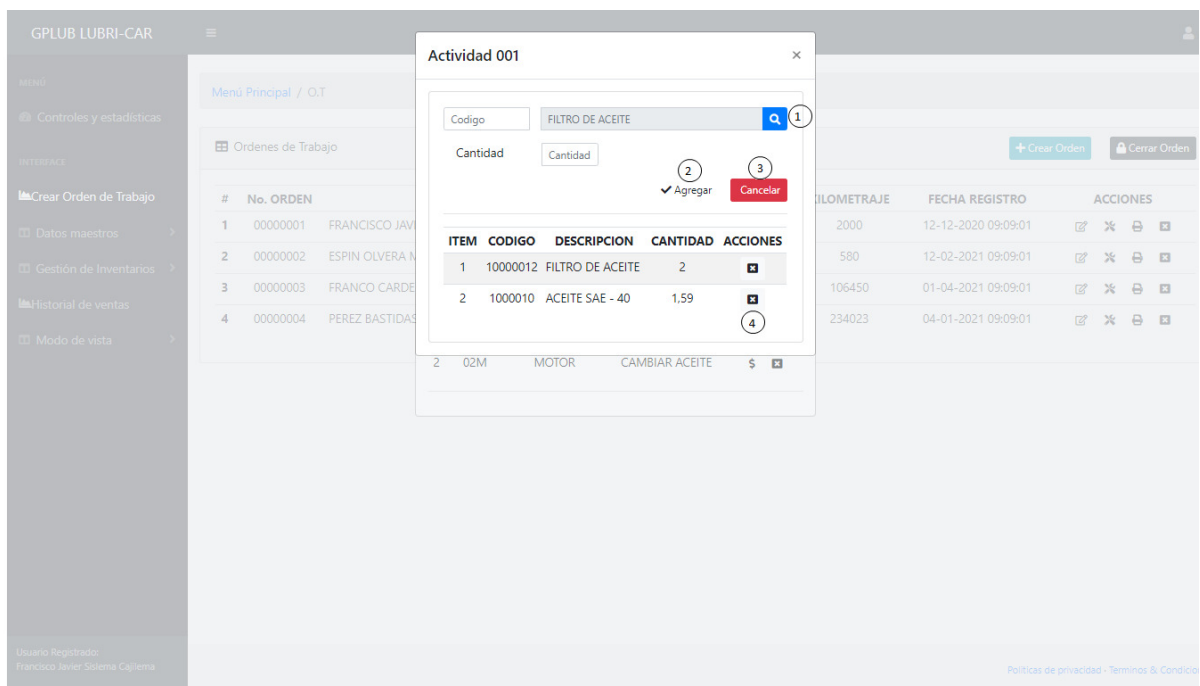 GPLUB LUBRI-CAR
MENÚ
Controles y estadísticas
INTERFACE
Crear Orden de Trabajo
Datos maestros
Gestión de Inventarios
Historial de ventas
Modo de vista
Usuario Registrado:
Francisco Javier Sislema Cajilema
Menú Principal / O.T
Ordenes de Trabajo
+ Crear Orden Cerrar Orden
# No. ORDEN KILOMETRAJE FECHA REGISTRO ACCIONES
1 00000001 FRANCISCO JAVI 2000 12-12-2020 09:09:01
2 00000002 ESPIN OLVERA 580 12-02-2021 09:09:01
3 00000003 FRANCO CARDE 106450 01-04-2021 09:09:01
4 00000004 PEREZ BASTIDAS 234023 04-01-2021 09:09:01
Actividad 001 ×
Codigo FILTRO DE ACEITE 1
Cantidad Cantidad
2 3
Agregar Cancelar
ITEM CODIGO DESCRIPCION CANTIDAD ACCIONES
1 10000012 FILTRO DE ACEITE 2
2 1000010 ACEITE SAE - 40 1,59
4
2 02M MOTOR CAMBIAR ACEITE $
Politicas de privacidad - Terminos & Condicio